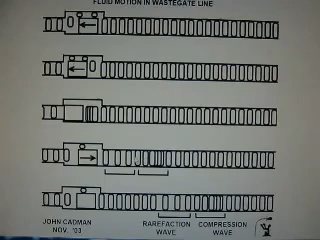 FLUID MOTION IN WASTEGATE LINE
JOHN CADMAN
NOV. '03
RAREFACTION
WAVE
COMPRESSION
WAVE